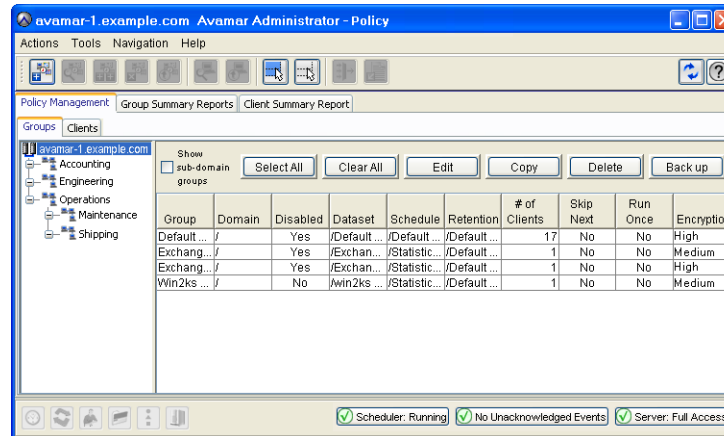 avamar-1.example.com Avamar Administrator - Policy
Actions Tools Navigation Help
Policy Management Group Summary Reports Client Summary Report
Groups Clients
avamar-1.example.com
Accounting
Engineering
Operations
Maintenance
Shipping
Show sub-domain groups
Select All Clear All Edit Copy Delete Back up
Group Domain Disabled Dataset Schedule Retention # of Clients Skip Next Run Once Encryptio
Default ... / Yes /Default ... /Default ... /Default ... 17 No No High
Exchang... / Yes /Exchan... /Statistic... /Default ... 1 No No Medium
Exchang... / Yes /Exchan... /Statistic... /Default ... 1 No No High
Win2ks ... / No /win2ks ... /Statistic... /Default ... 1 No No Medium
Scheduler: Running No Unacknowledged Events Server: Full Access